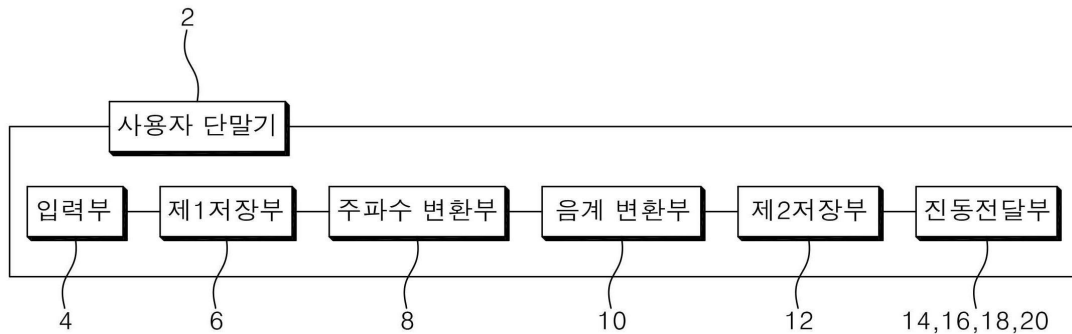 2
사용자 단말기
입력부 제1저장부 주파수 변환부 음계 변환부 제2저장부 진동전달부
4 6 8 10 12 14,16,18,20